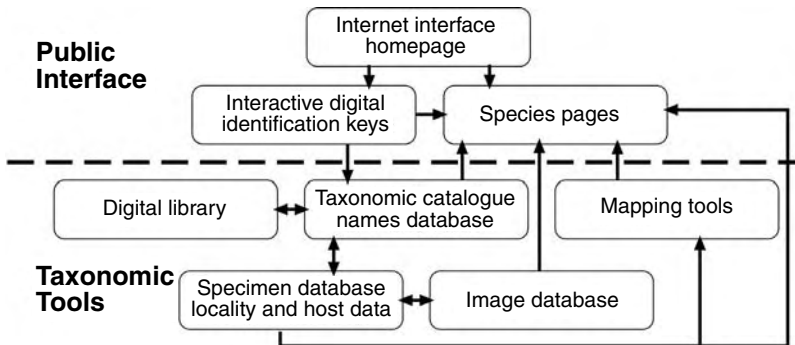 Public
Interface
Internet interface
homepage
Interactive digital
identification keys
Species pages
Digital library
Taxonomic catalogue
names database
Mapping tools
Taxonomic
Tools
Specimen database
locality and host data
Image database